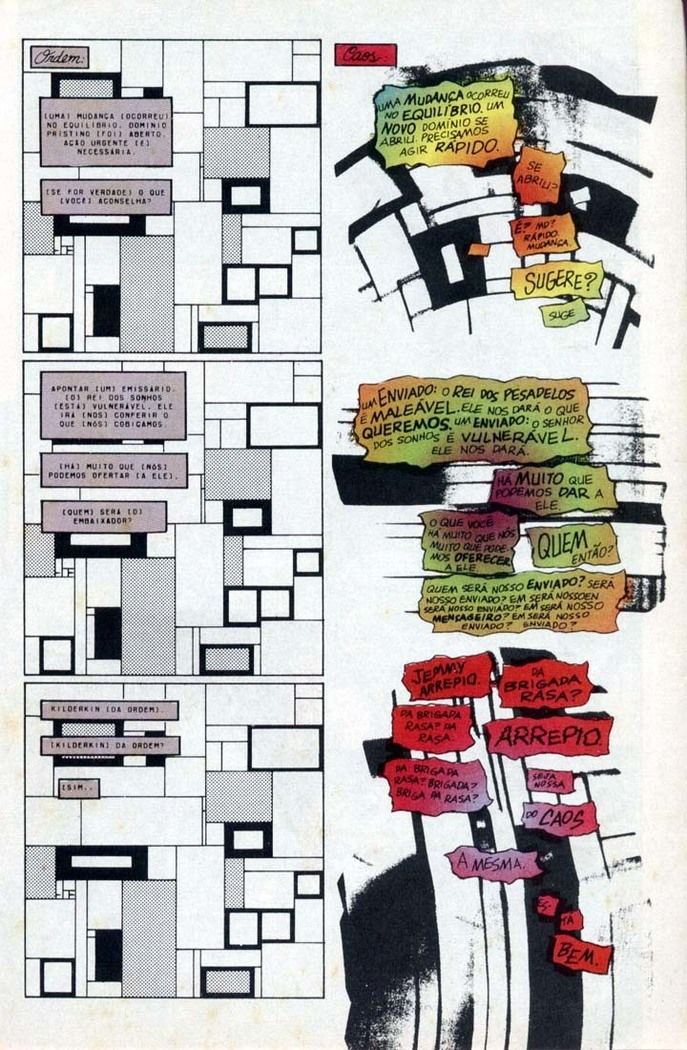 Ordem:
[UMA] MUDANÇA [OCORREU]
NO EQUILÍBRIO. DOMÍNIO
PRÍSTINO [FOI] ABERTO.
AÇÃO URGENTE [É]
NECESSÁRIA.
[SE FOR VERDADE] O QUE
[VOCÊ] ACONSELHA?
APONTAR [UM] EMISSÁRIO.
[O] REI DOS SONHOS
[ESTÁ] VULNERÁVEL. ELE
IRÁ [NOS] CONFERIR O
QUE [NÓS] COBIÇAMOS.
[HÁ] MUITO QUE [NÓS]
PODEMOS OFERTAR [A ELE].
[QUEM] SERÁ [O]
EMBAIXADOR?
KILDERKIN [DA ORDEM].
[KILDERKIN] DA ORDEM?
[SIM..
Caos:
UMA MUDANÇA OCORREU
NO EQUILÍBRIO. UM
NOVO DOMÍNIO SE
ABRIU. PRECISAMOS
AGIR RÁPIDO.
SE
ABRIU?
É? MO?
RÁPIDO.
MUDANÇA.
SUGERE?
SUGE
UM ENVIADO: O REI DOS PESADELOS
É MALEÁVEL. ELE NOS DARÁ O QUE
QUEREMOS. UM ENVIADO: O SENHOR
DOS SONHOS É VULNERÁVEL.
ELE NOS DARÁ.
HÁ MUITO QUE
PODEMOS DAR A
ELE.
O QUE VOCÊ
HÁ MUITO QUE NÓS
MUITO QUE PODE-
MOS OFERECER
A ELE.
QUEM
ENTÃO?
QUEM SERÁ NOSSO ENVIADO? SERÁ
NOSSO ENVIADO? EM SERÁ NOSSOEN
SERÁ NOSSO ENVIADO? EM SERÁ NOSSO
MENSAGEIRO? EM SERÁ NOSSO
ENVIADO? ENVIADO?
JEMMY
ARREPIO.
DA
BRIGADA
RASA?
DA BRIGADA
RASA? DA
RASA.
ARREPIO.
DA BRIGADA
RASA? BRIGADA?
BRIGA DA RASA?
SEJA
NOSSA
DO CAOS
A MESMA.
TÁ
BEM.